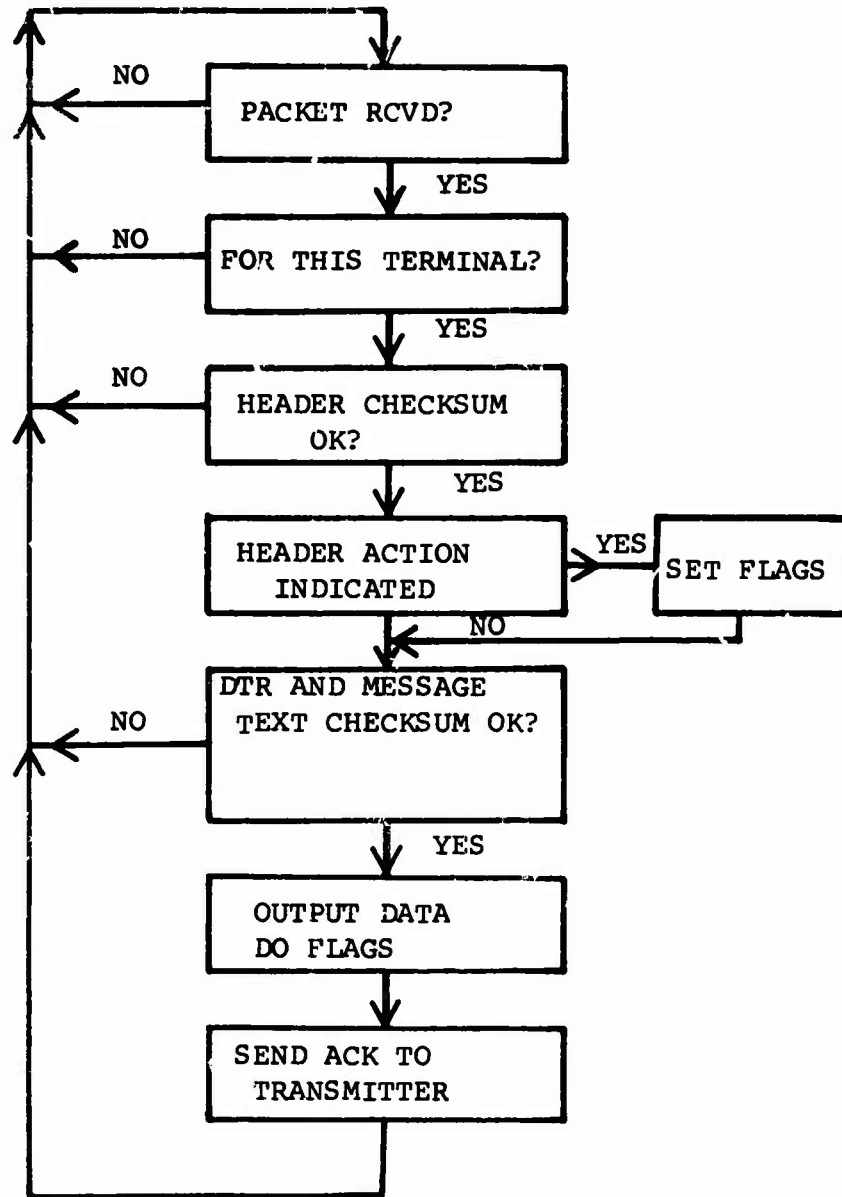 NO
PACKET RCVD?
YES
NO
FOR THIS TERMINAL?
YES
NO
HEADER CHECKSUM
OK?
YES
HEADER ACTION
INDICATED
YES
SET FLAGS
NO
DTR AND MESSAGE
TEXT CHECKSUM OK?
NO
YES
OUTPUT DATA
DO FLAGS
SEND ACK TO
TRANSMITTER